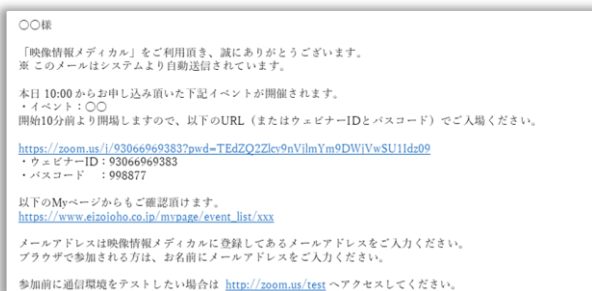 〇〇様
「映像情報メディカル」をご利用頂き、誠にありがとうございます。
※ このメールはシステムより自動送信されています。
本日 10:00 からお申し込み頂いた下記イベントが開催されます。
・イベント：〇〇
開始10分前より開場しますので、以下のURL（またはウェビナーIDとパスコード）でご入場ください。
https://zoom.us/j/93066969383?pwd=TEdZQ2Zlcv9nVjlmYm9DWjVwSU1Idz09
・ウェビナーID：93066969383
・パスコード　：998877
以下のMyページからもご確認頂けます。
https://www.eizojoho.co.jp/mypage/event_list/xxx
メールアドレスは映像情報メディカルに登録してあるメールアドレスをご入力ください。
ブラウザで参加される方は、お名前にメールアドレスをご入力ください。
参加前に通信環境をテストしたい場合は http://zoom.us/test へアクセスしてください。